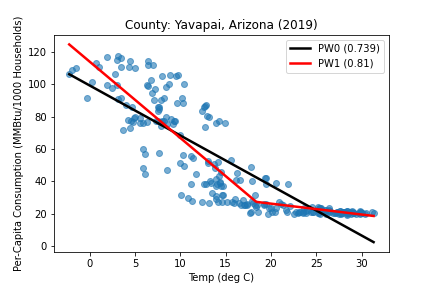 County: Yavapai, Arizona (2019)
PW0 (0.739)
PW1 (0.81)
Per-Capita Consumption (MMBtu/1000 Households)
120
100
80
60
40
20
0
0 5 10 15 20 25 30
Temp (deg C)